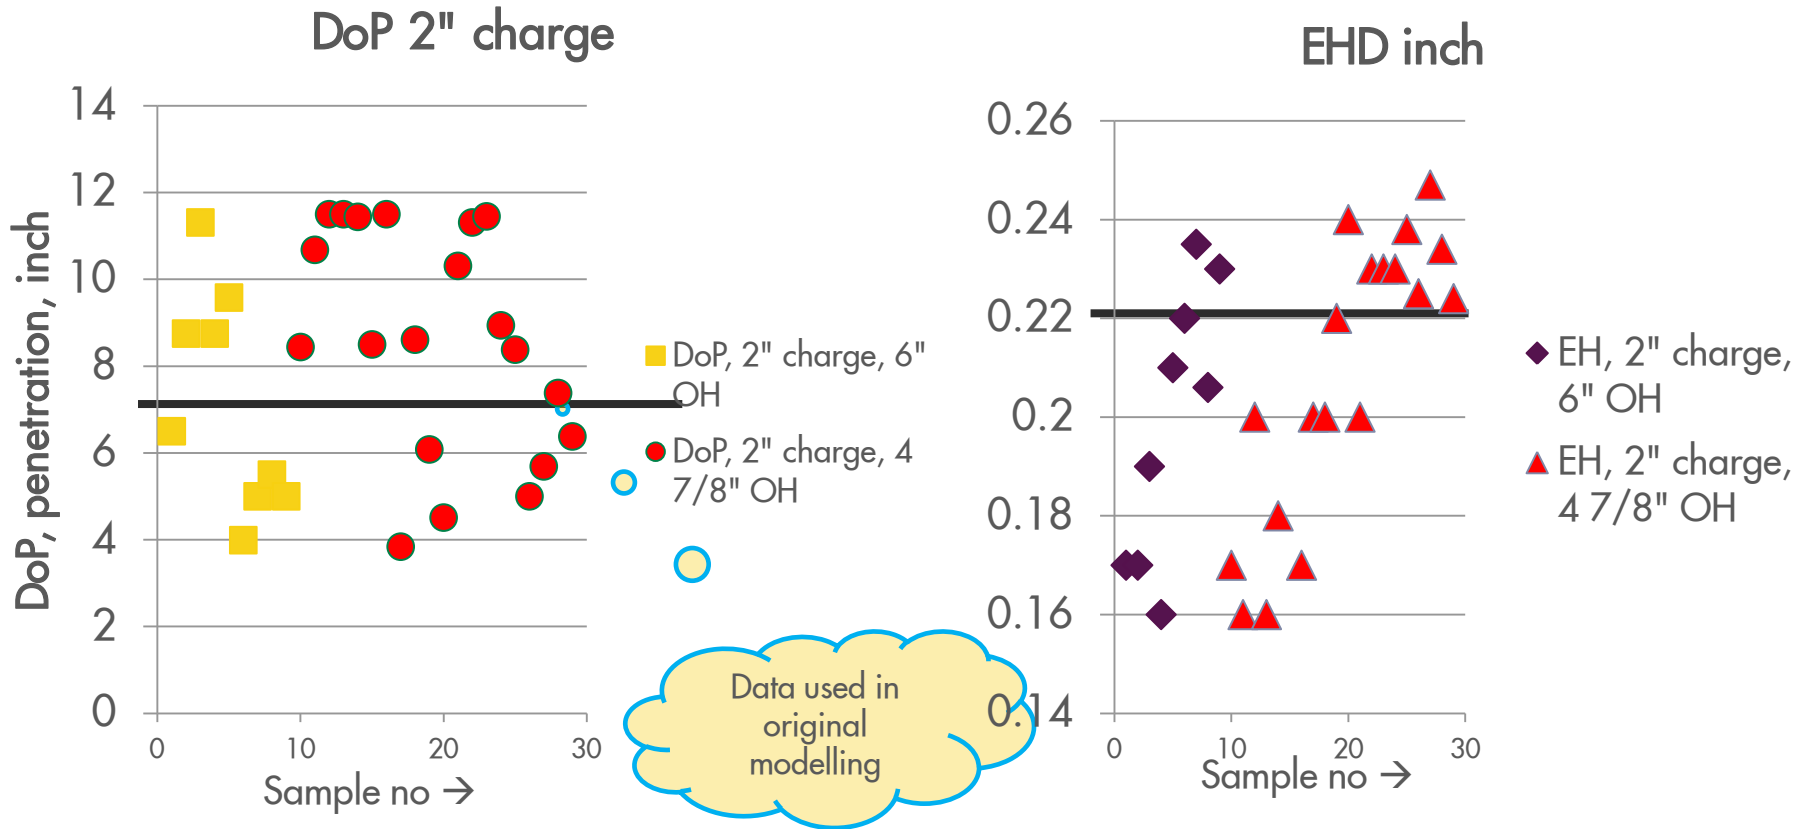 DoP 2" charge
14
12
10
8
6
4
2
0
DoP, penetration, inch
0
10
20
30
Sample no →
DoP, 2" charge, 6"
OH
DoP, 2" charge, 4
7/8" OH
Data used in
original
modelling
EHD inch
0.26
0.24
0.22
0.2
0.18
0.16
0.14
0
10
20
30
Sample no →
EH, 2" charge,
6" OH
EH, 2" charge,
4 7/8" OH